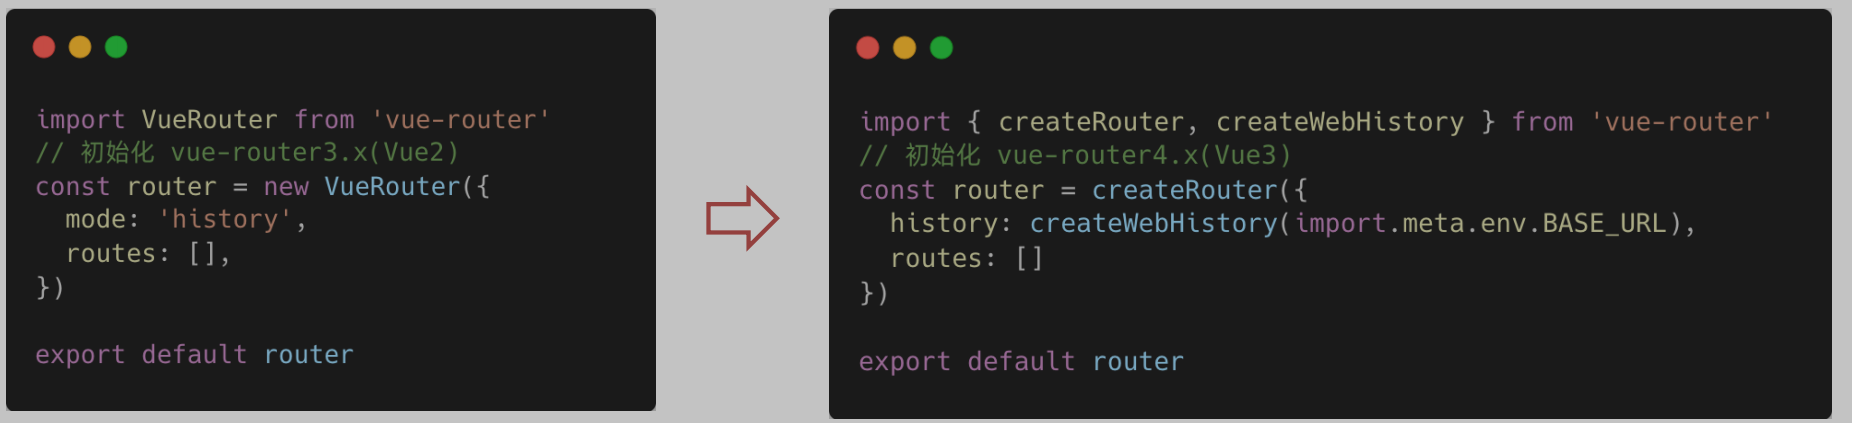 import VueRouter from 'vue-router'
// 初始化 vue-router3.x(Vue2)
const router = new VueRouter({
  mode: 'history',
  routes: [],
})

export default router

import { createRouter, createWebHistory } from 'vue-router'
// 初始化 vue-router4.x(Vue3)
const router = createRouter({
  history: createWebHistory(import.meta.env.BASE_URL),
  routes: []
})

export default router